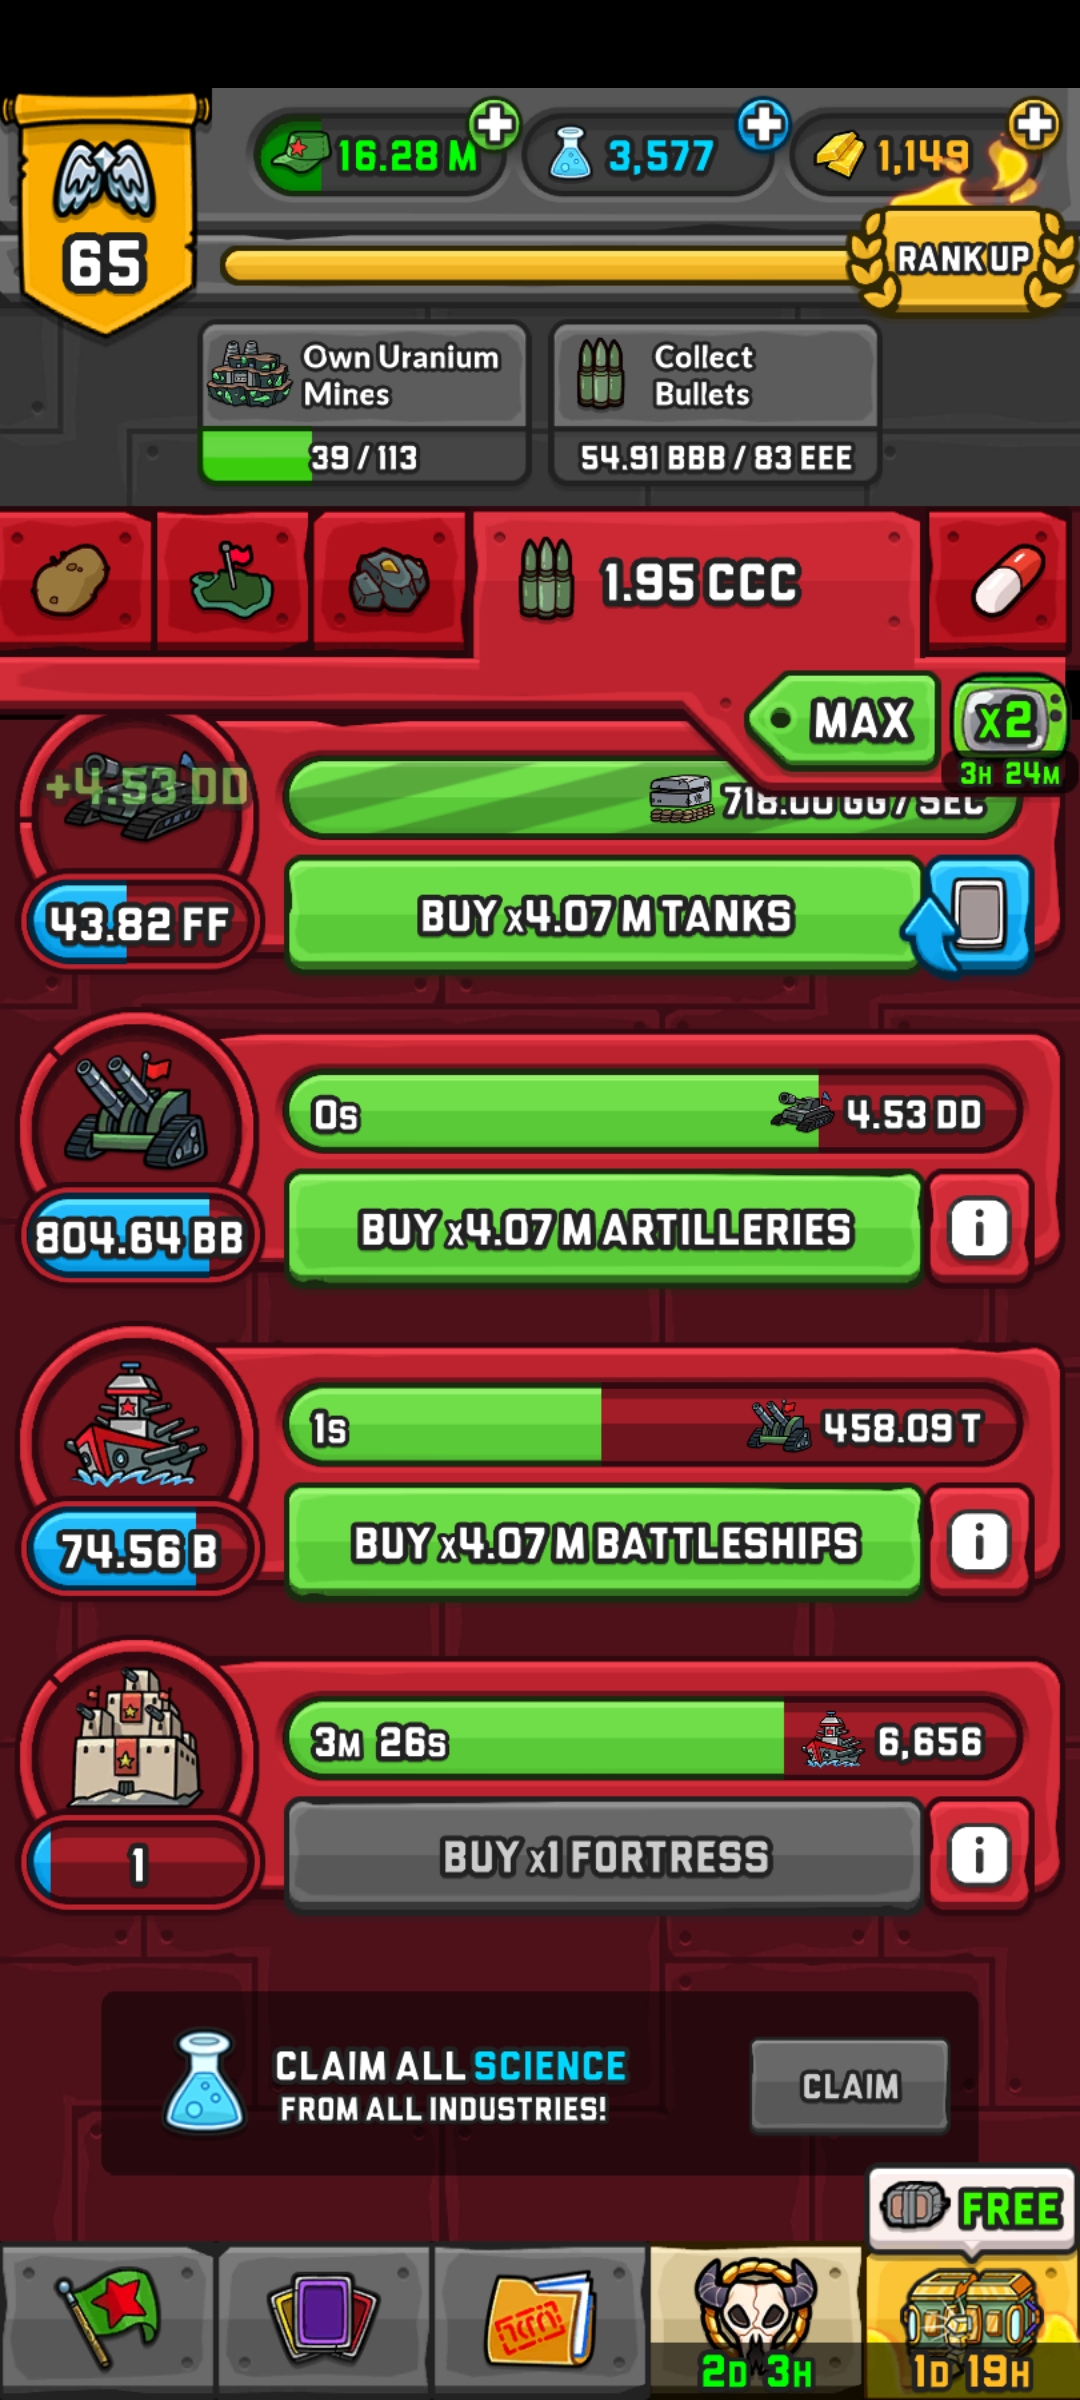 16.28 M
3,577
1,149
65
RANK UP
Own Uranium
Mines
39 / 113
Collect
Bullets
54.91 BBB / 83 EEE
1.95 CCC
MAX
x2
3H 24M
+4.53 DD
718.00 GG / SEC
43.82 FF
BUY x4.07 M TANKS
0s
4.53 DD
804.64 BB
BUY x4.07 M ARTILLERIES
i
1s
458.09 T
74.56 B
BUY x4.07 M BATTLESHIPS
i
3M 26s
6,656
1
BUY x1 FORTRESS
i
CLAIM ALL SCIENCE
FROM ALL INDUSTRIES!
CLAIM
FREE
2D 3H
1D 19H